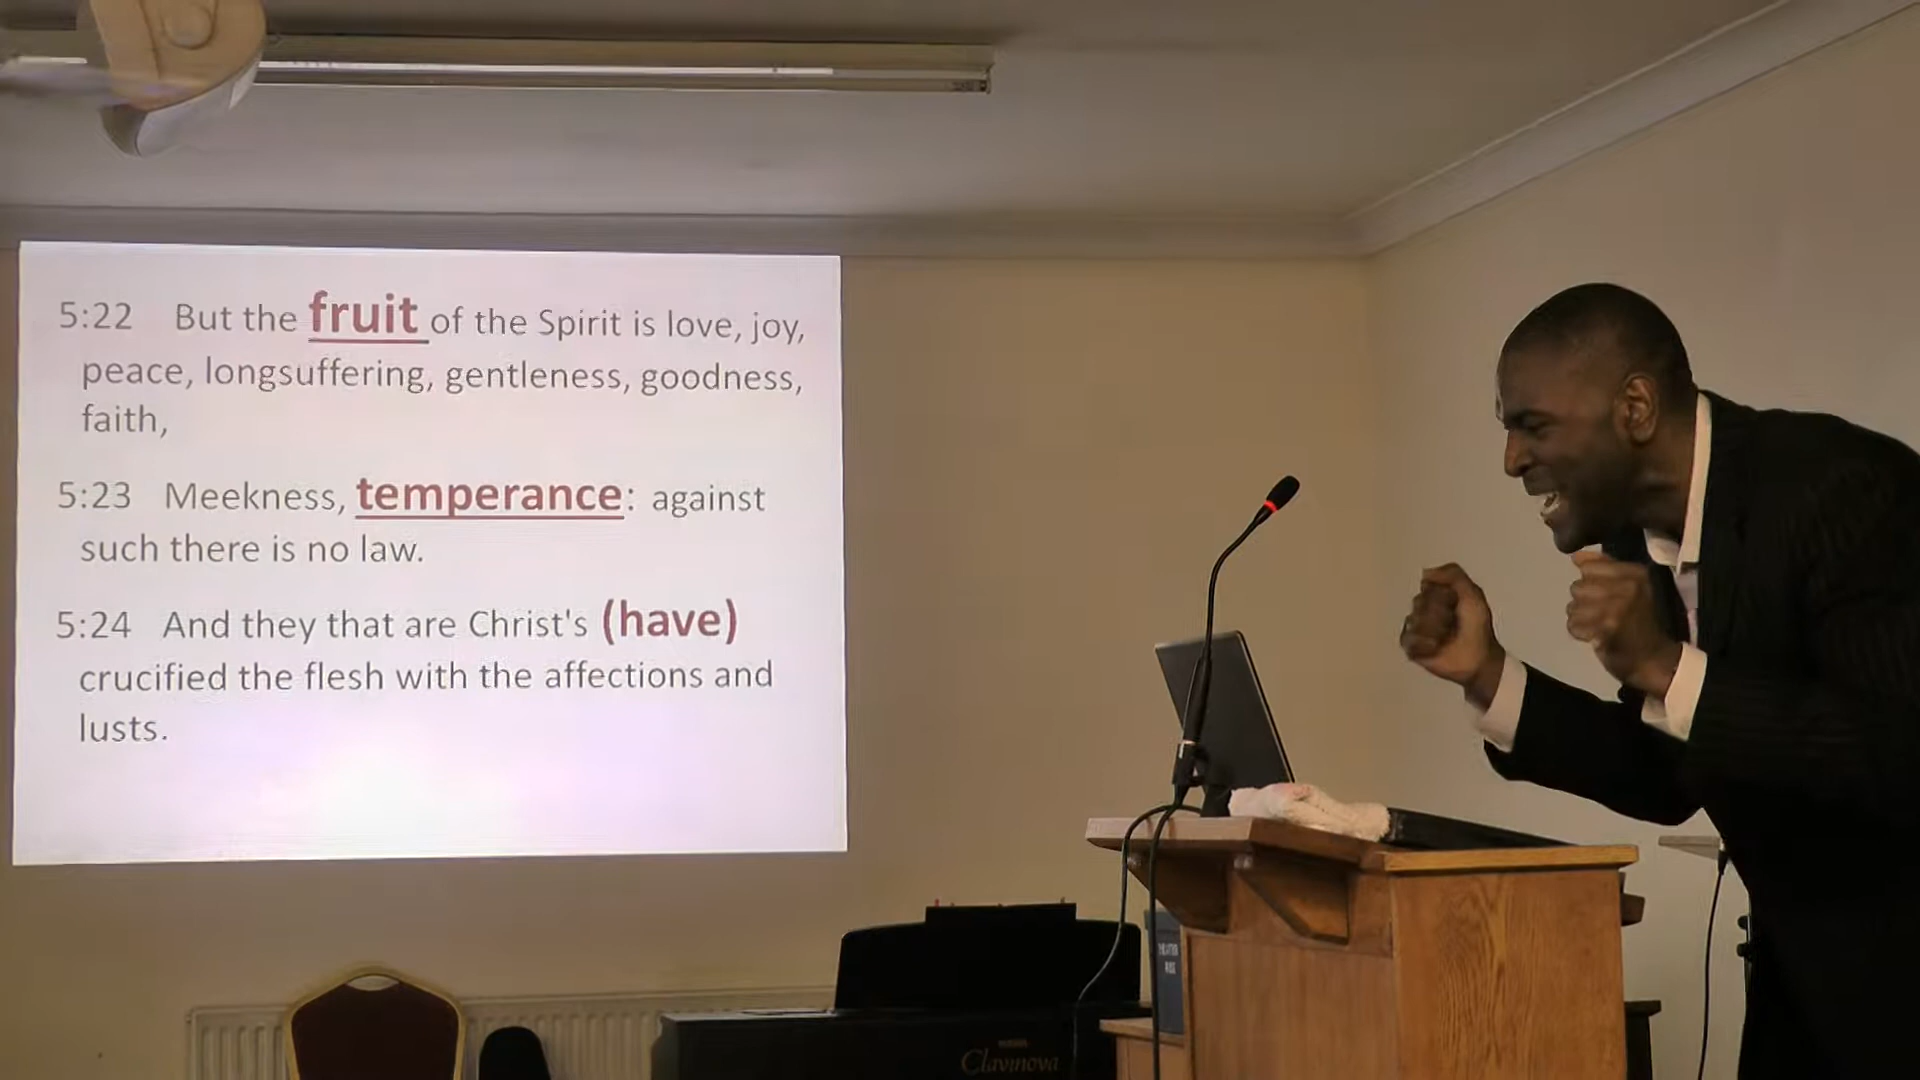 5:22 But the fruit of the Spirit is love, joy,
peace, longsuffering, gentleness, goodness,
faith,
5:23 Meekness, temperance: against
such there is no law.
5:24 And they that are Christ's (have)
crucified the flesh with the affections and
lusts.
Clavinova